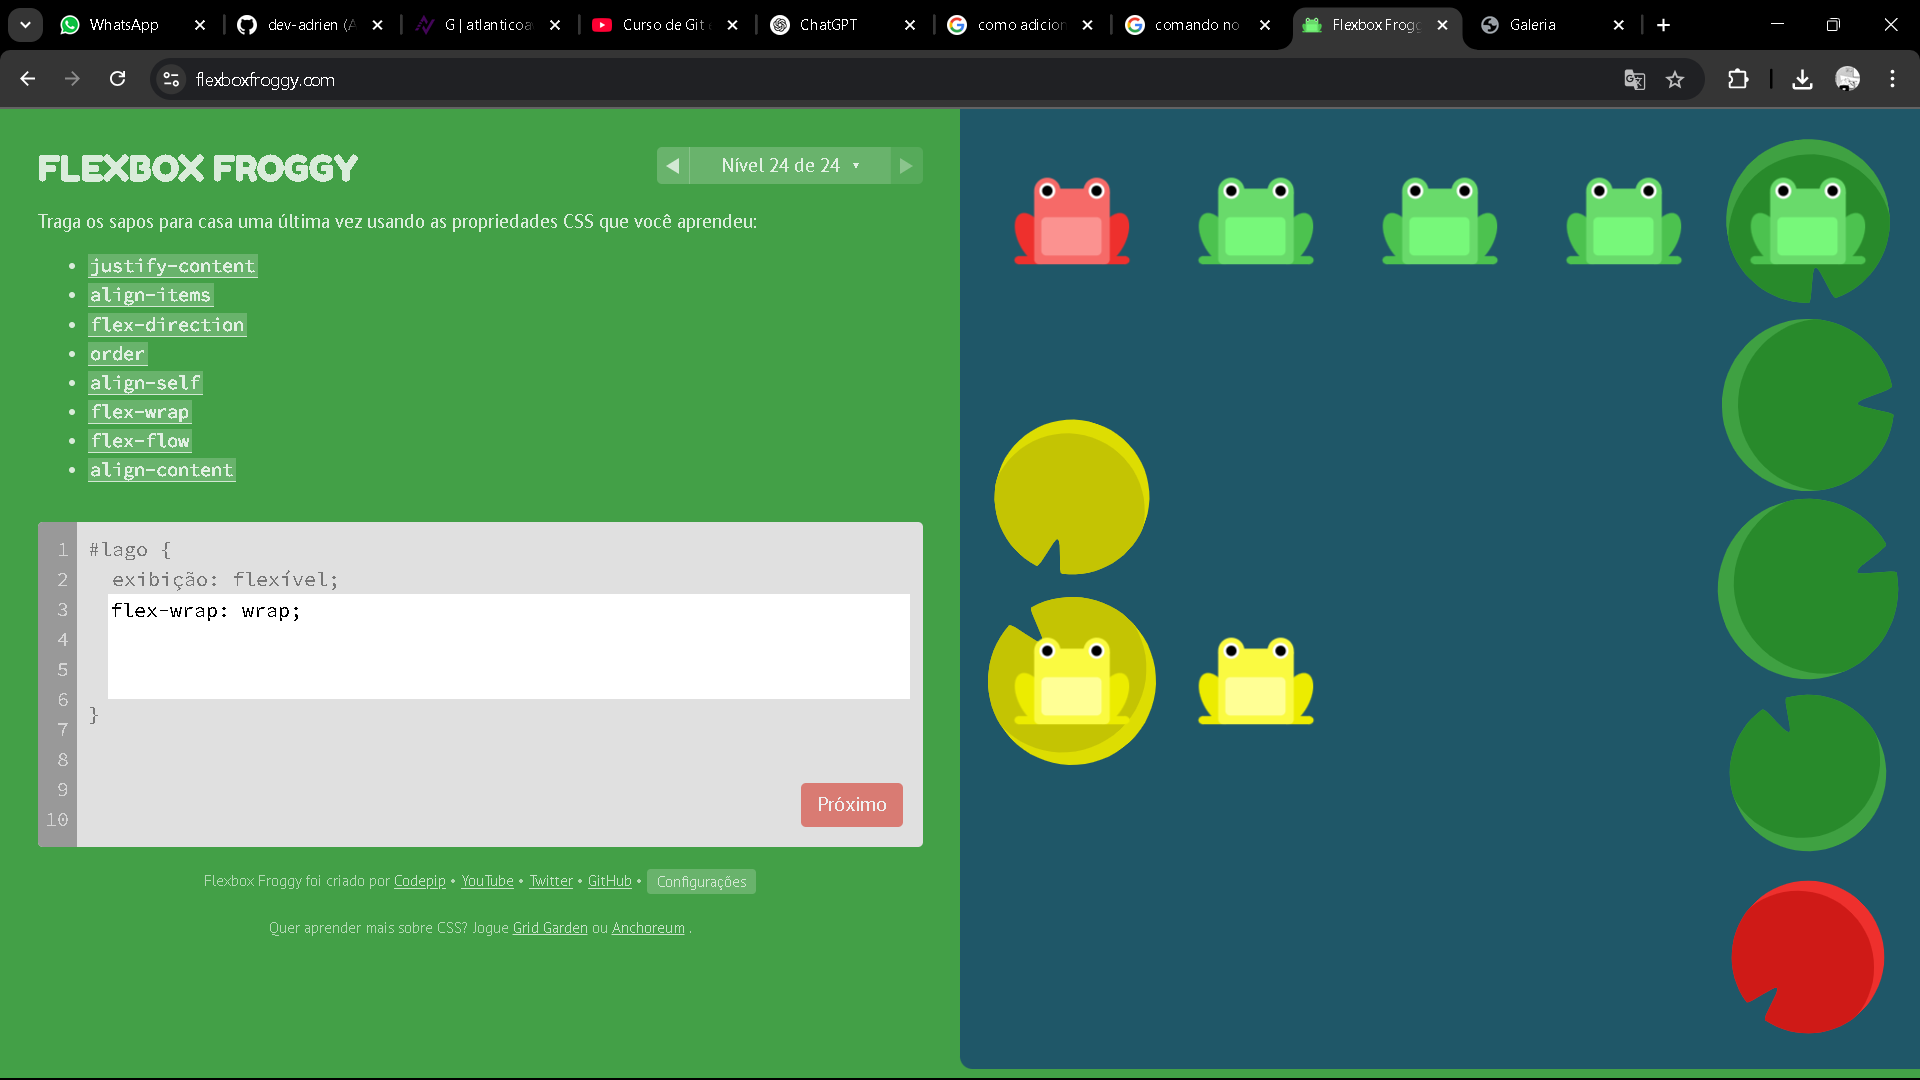 WhatsApp
dev-adrien (A
G | atlanticoa
Curso de Git
ChatGPT
como adicion
comando no
Flexbox Frogg
Galeria
flexboxfroggy.com
FLEXBOX FROGGY
Nível 24 de 24
Traga os sapos para casa uma última vez usando as propriedades CSS que você aprendeu:
justify-content
align-items
flex-direction
order
align-self
flex-wrap
flex-flow
align-content
1 #lago {
2 exibição: flexível;
3 flex-wrap: wrap;
4
5
6
}
7
8
9
10
Próximo
Flexbox Froggy foi criado por Codepip • YouTube • Twitter • GitHub • Configurações
Quer aprender mais sobre CSS? Jogue Grid Garden ou Anchoreum .